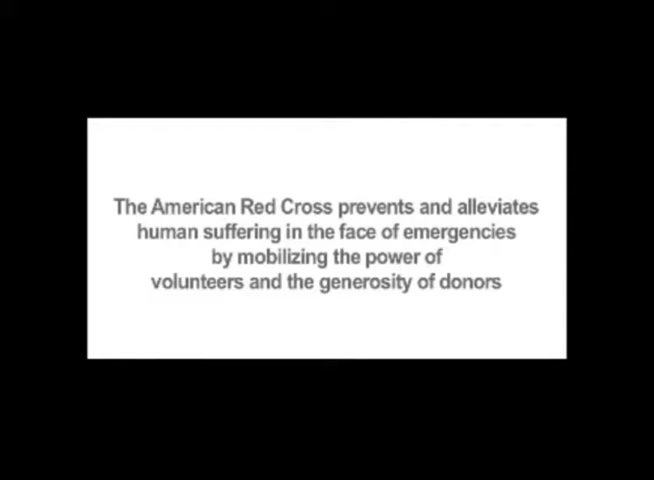 The American Red Cross prevents and alleviates
human suffering in the face of emergencies
by mobilizing the power of
volunteers and the generosity of donors